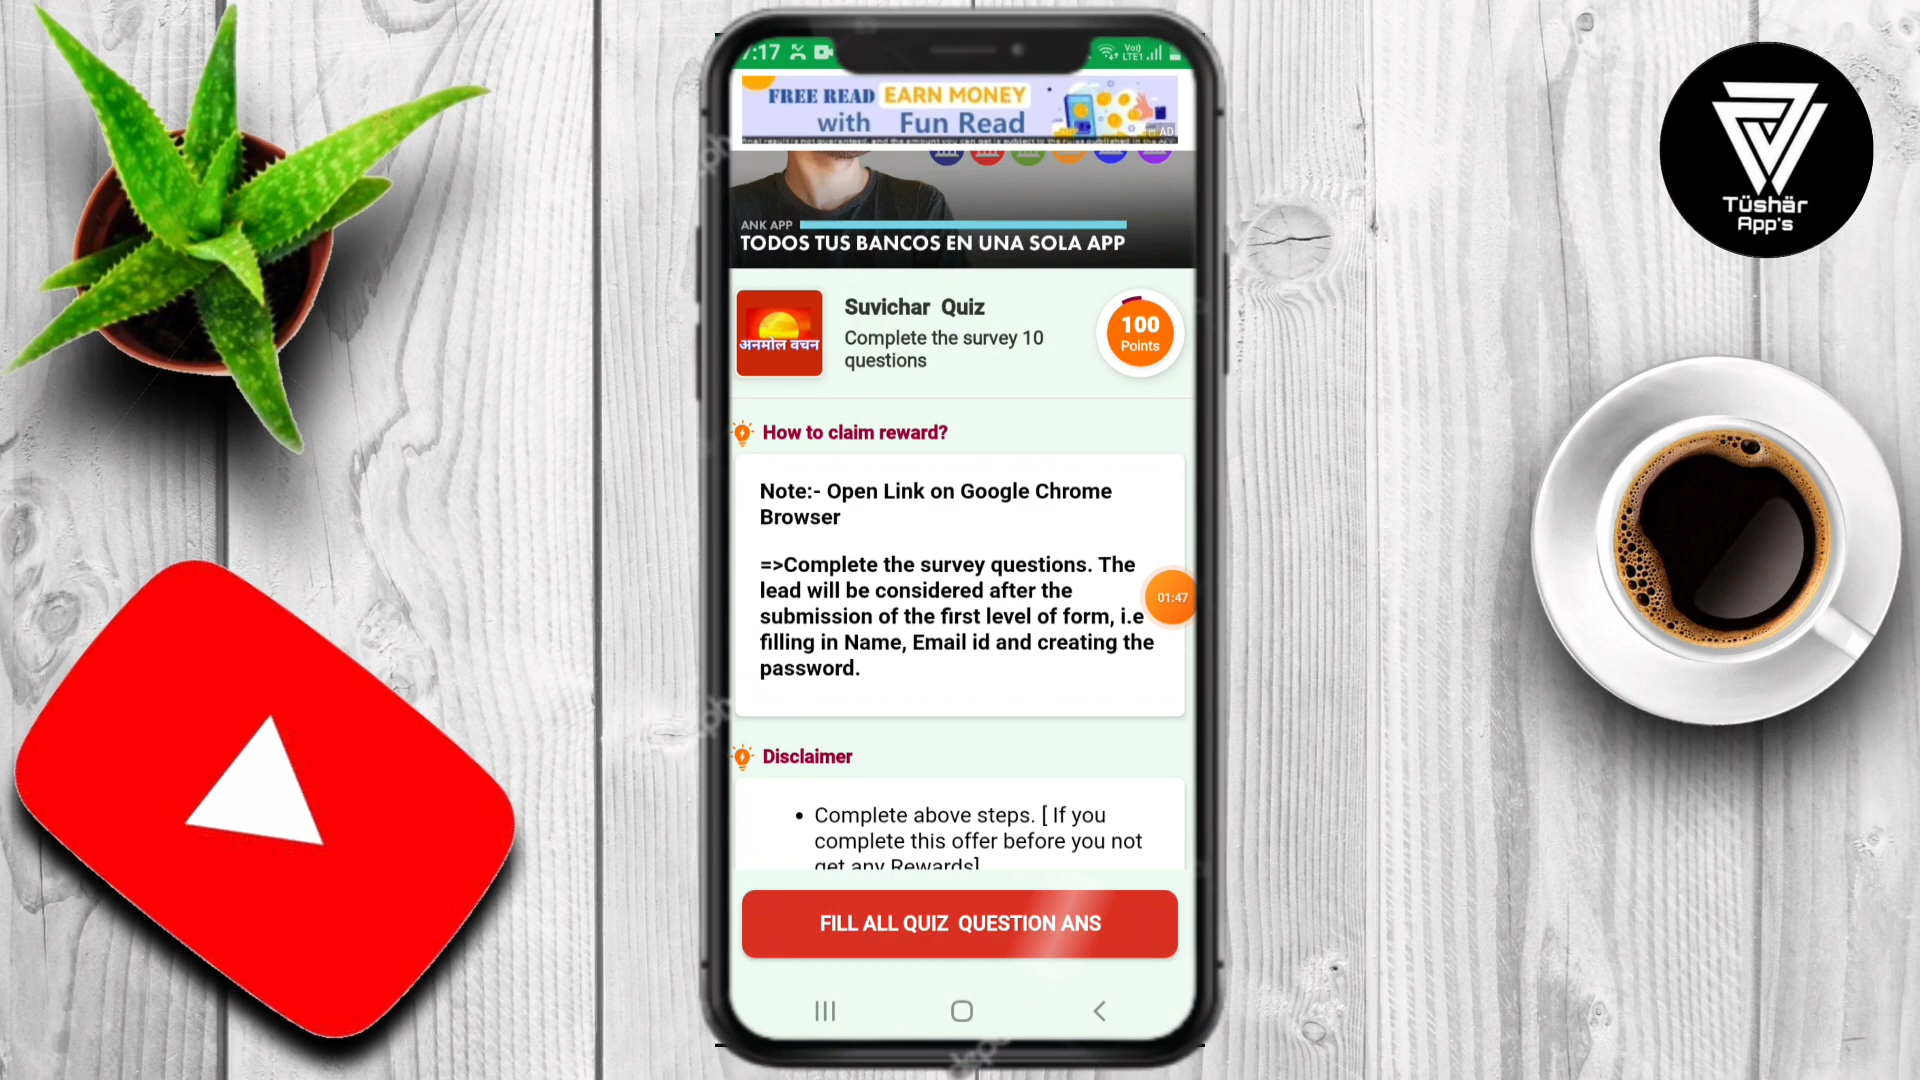 :17
Vo)
LTE1
FREE READ EARN MONEY
with Fun Read
AD
ANK APP
TODOS TUS BANCOS EN UNA SOLA APP
अनमोल वचन
Suvichar Quiz
Complete the survey 10
questions
100
Points
How to claim reward?
Note:- Open Link on Google Chrome
Browser
=>Complete the survey questions. The
lead will be considered after the
submission of the first level of form, i.e
filling in Name, Email id and creating the
password.
01:47
Disclaimer
Complete above steps. [ If you
complete this offer before you not
get any Rewards]
FILL ALL QUIZ QUESTION ANS
Tüshär
App's